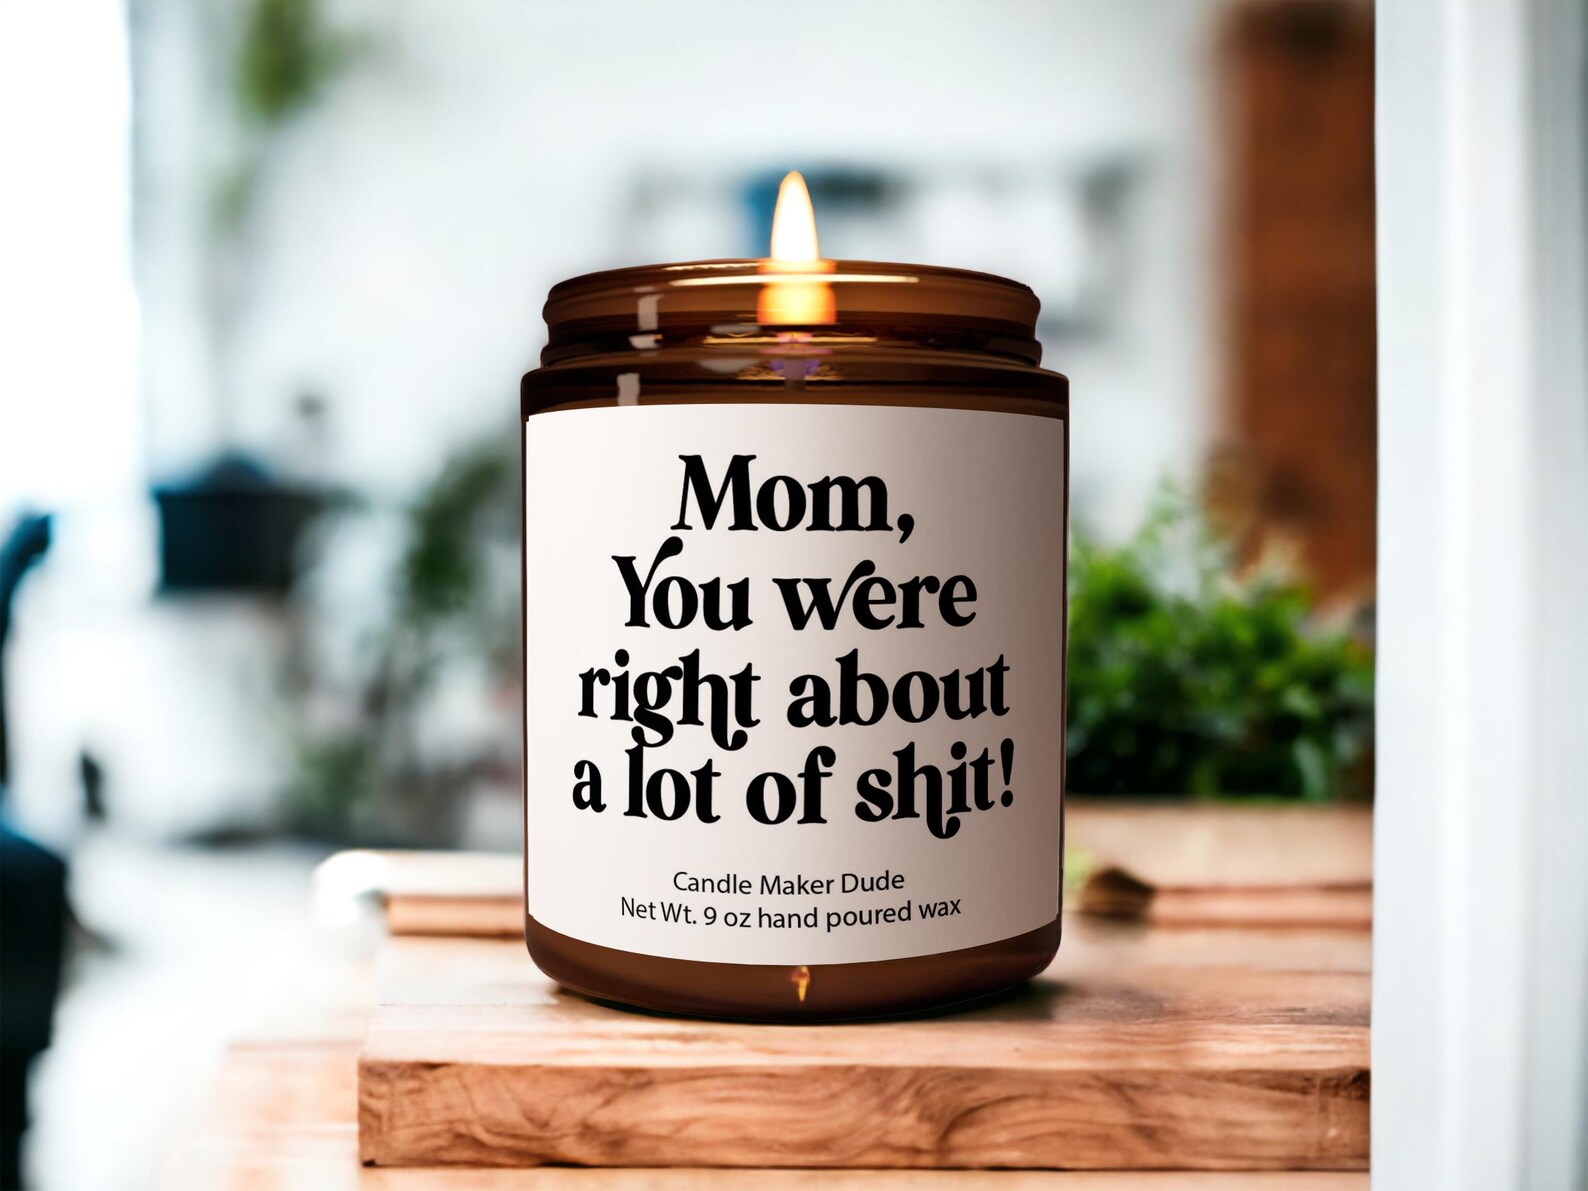 Mom,
You were
right about
a lot of shit!
Candle Maker Dude
Net Wt. 9 oz hand poured wax